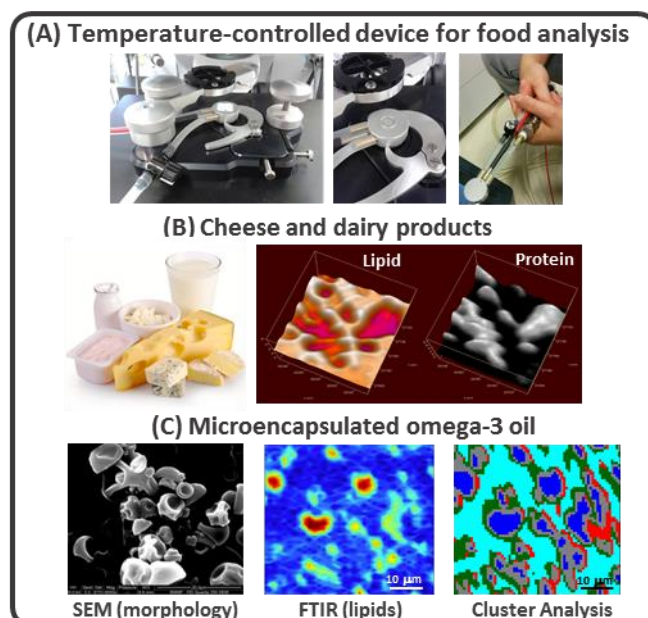 (A) Temperature-controlled device for food analysis
(B) Cheese and dairy products
Lipid
Protein
(C) Microencapsulated omega-3 oil
10 μm
10 μm
SEM (morphology)
FTIR (lipids)
Cluster Analysis